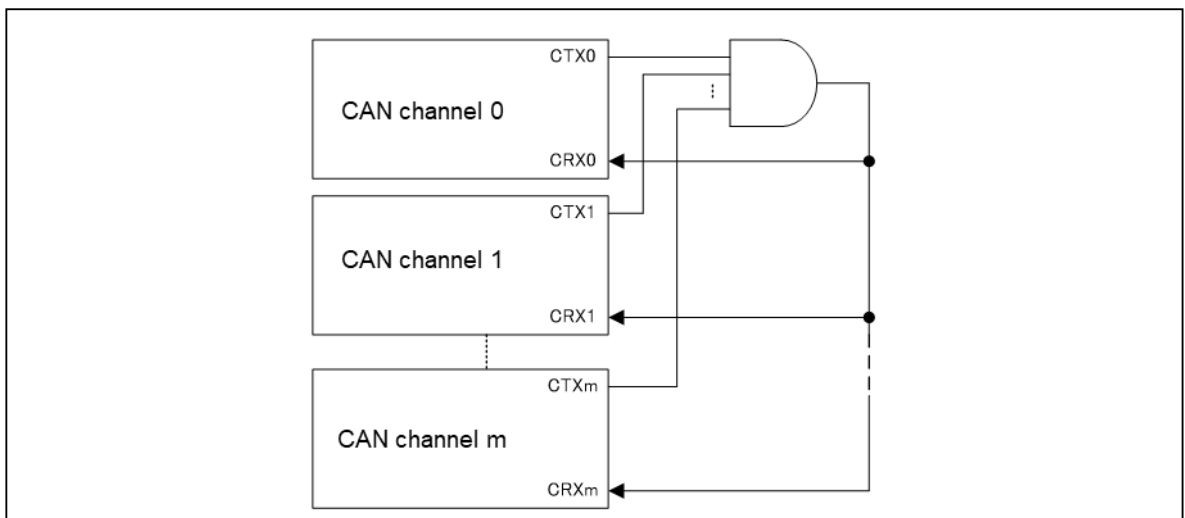 CTX0
CAN channel 0
CRX0
CTX1
CAN channel 1
CRX1
CTXm
CAN channel m
CRXm